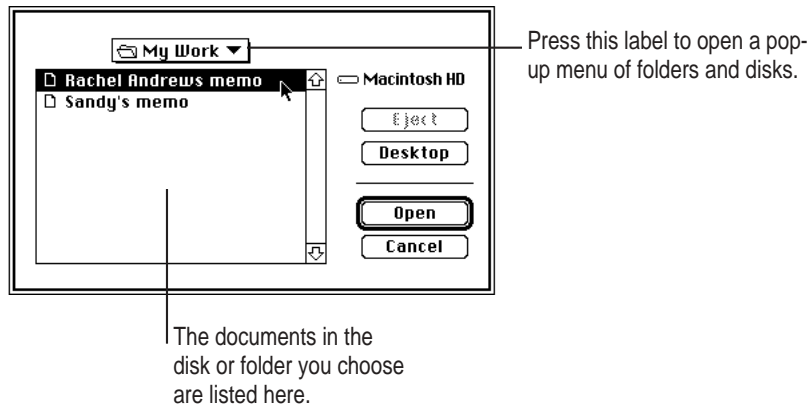 My Work
Press this label to open a pop-
up menu of folders and disks.
Rachel Andrews memo
Sandy's memo
Macintosh HD
Eject
Desktop
Open
Cancel
The documents in the
disk or folder you choose
are listed here.